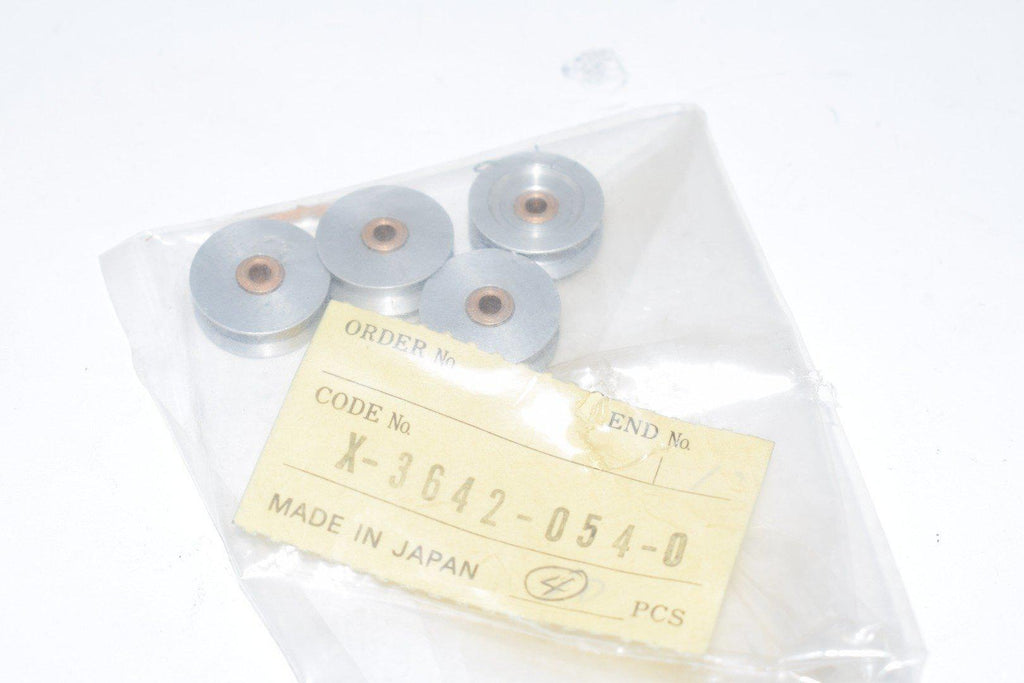 ORDER No.
END No.
CODE No.
X-3642-054-0
MADE IN JAPAN
4 PCS